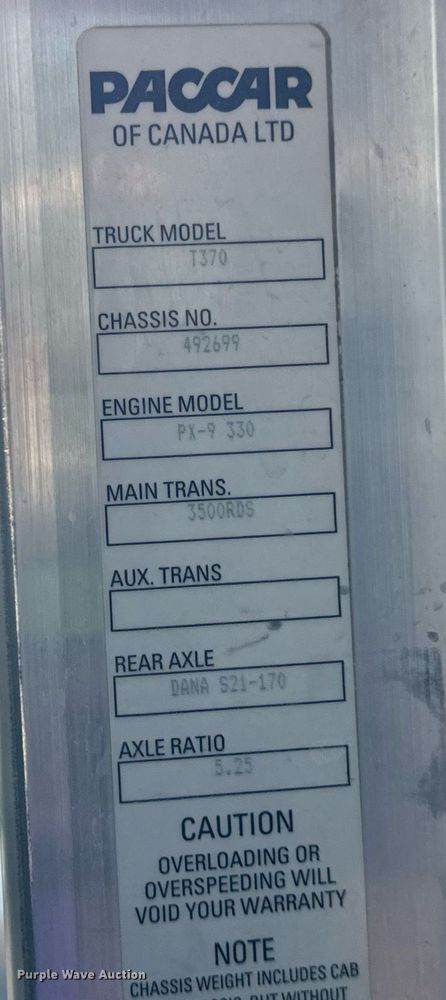 PACCAR
OF CANADA LTD
TRUCK MODEL
T370
CHASSIS NO.
492699
ENGINE MODEL
PX-9 330
MAIN TRANS.
3500RDS
AUX. TRANS
REAR AXLE
DANA S21-170
AXLE RATIO
5.25
CAUTION
OVERLOADING OR
OVERSPEEDING WILL
VOID YOUR WARRANTY
NOTE
CHASSIS WEIGHT INCLUDES CAB
BUT WITHOUT
Purple Wave Auction